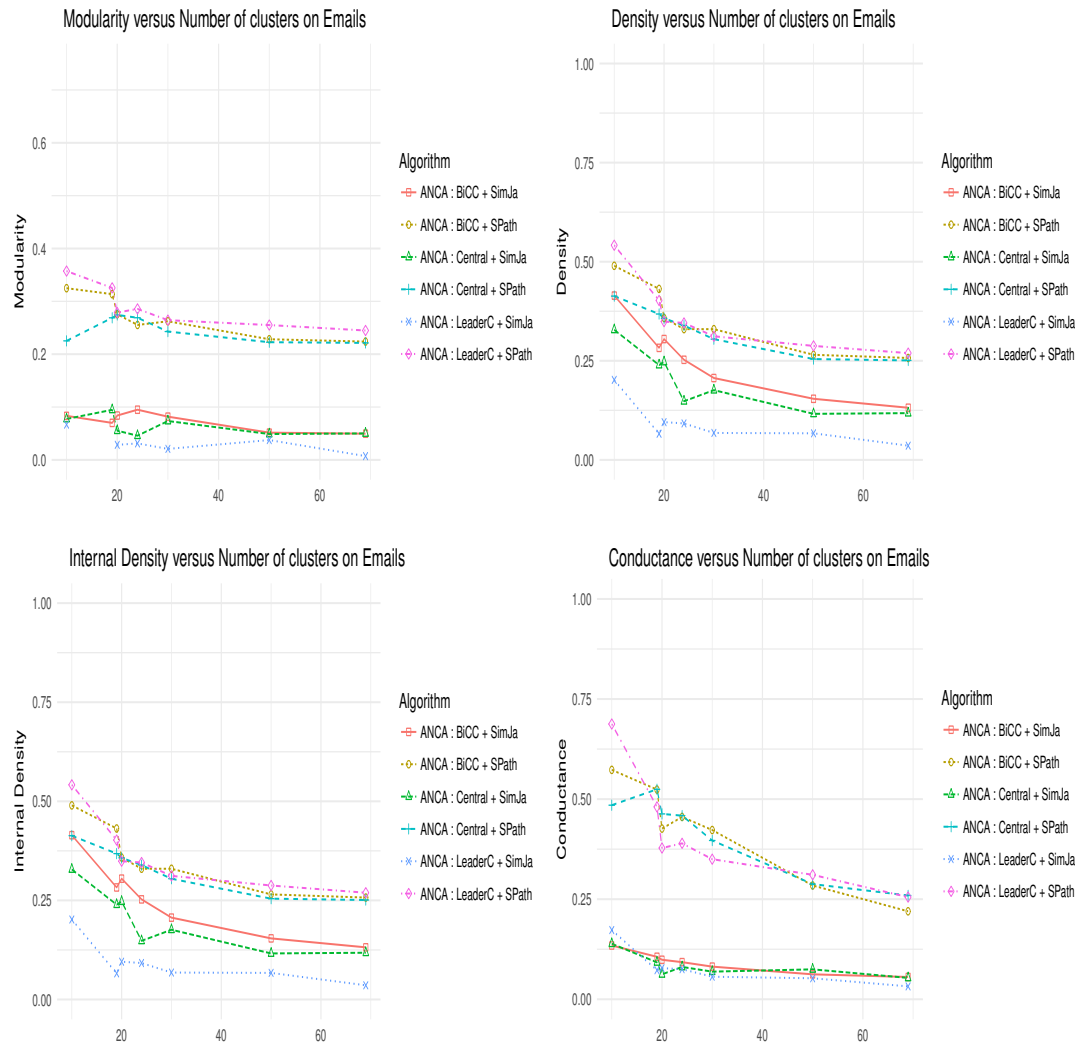 Modularity versus Number of clusters on Emails
Modularity
0.6
0.4
0.2
0.0
20
40
60
Algorithm
ANCA : BiCC + SimJa
ANCA : BiCC + SPath
ANCA : Central + SimJa
ANCA : Central + SPath
ANCA : LeaderC + SimJa
ANCA : LeaderC + SPath
Density versus Number of clusters on Emails
Density
1.00
0.75
0.50
0.25
0.00
20
40
60
Algorithm
ANCA : BiCC + SimJa
ANCA : BiCC + SPath
ANCA : Central + SimJa
ANCA : Central + SPath
ANCA : LeaderC + SimJa
ANCA : LeaderC + SPath
Internal Density versus Number of clusters on Emails
Internal Density
1.00
0.75
0.50
0.25
0.00
20
40
60
Algorithm
ANCA : BiCC + SimJa
ANCA : BiCC + SPath
ANCA : Central + SimJa
ANCA : Central + SPath
ANCA : LeaderC + SimJa
ANCA : LeaderC + SPath
Conductance versus Number of clusters on Emails
Conductance
1.00
0.75
0.50
0.25
0.00
20
40
60
Algorithm
ANCA : BiCC + SimJa
ANCA : BiCC + SPath
ANCA : Central + SimJa
ANCA : Central + SPath
ANCA : LeaderC + SimJa
ANCA : LeaderC + SPath